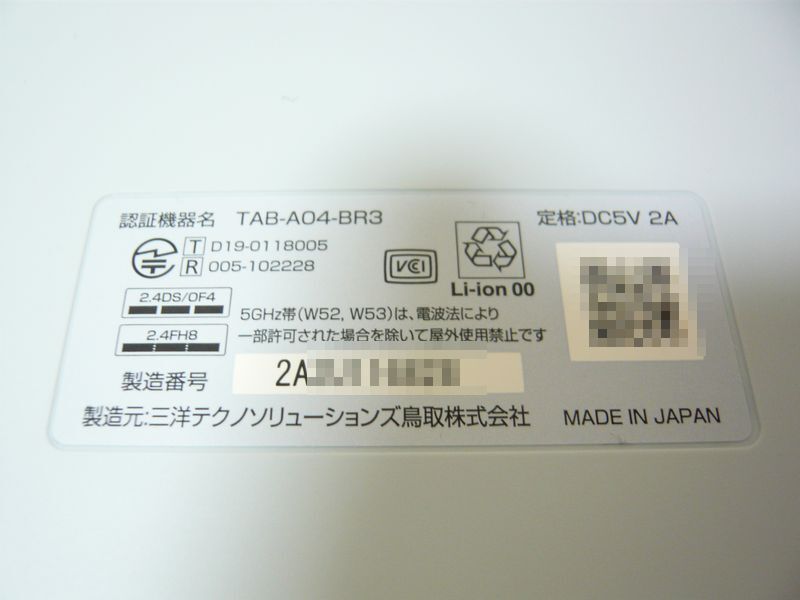 認証機器名 TAB-A04-BR3
定格:DC5V 2A
T D19-0118005
R 005-102228
VCI
Li-ion 00
2.4DS/OF4
2.4FH8
5GHz帯(W52, W53)は、電波法により
一部許可された場合を除いて屋外使用禁止です
製造番号 2A
製造元:三洋テクノソリューションズ鳥取株式会社
MADE IN JAPAN